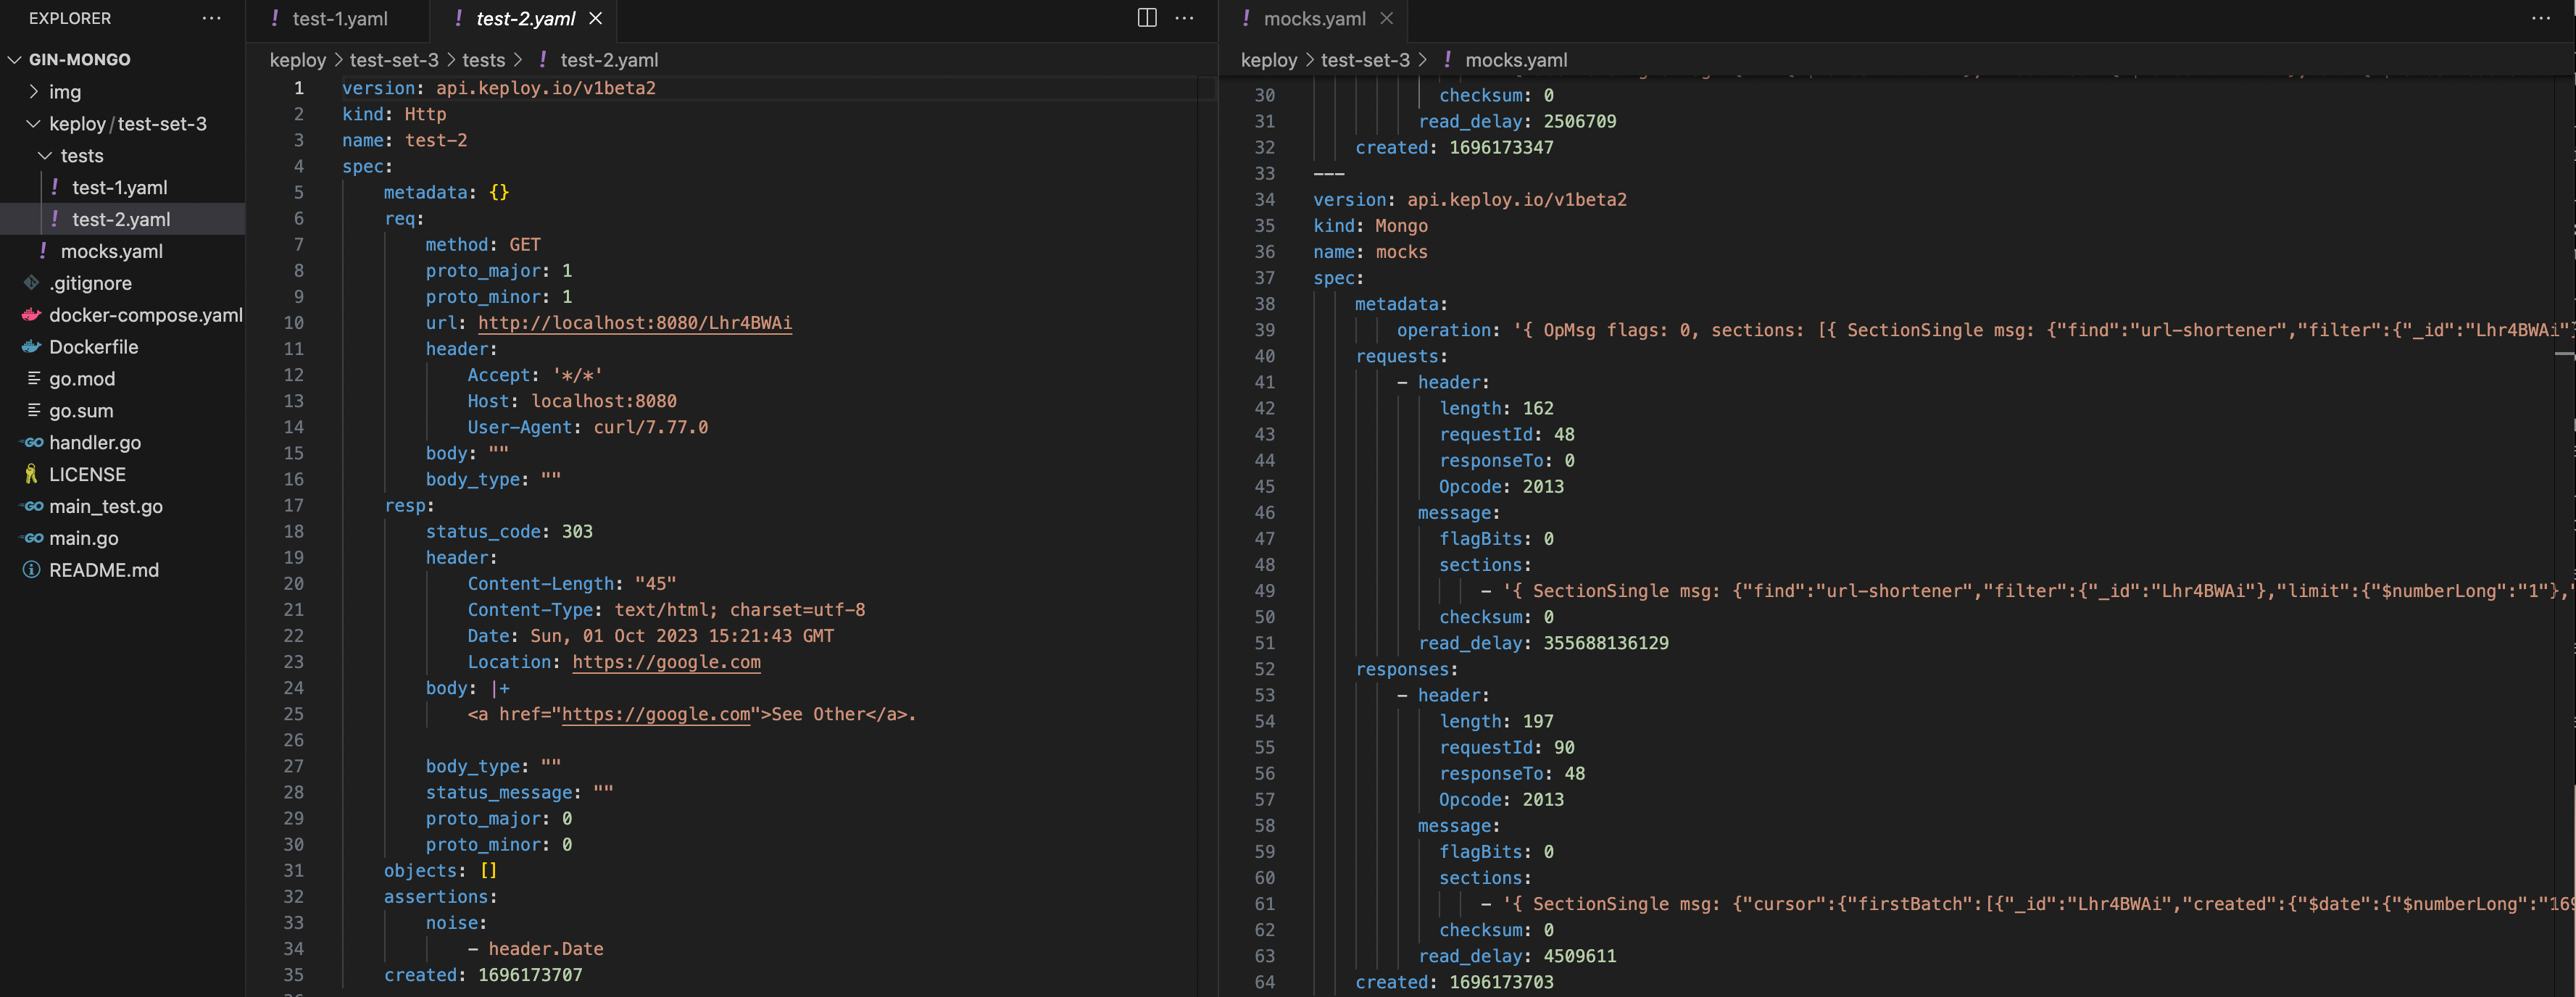 EXPLORER
GIN-MONGO
img
keploy/test-set-3
tests
test-1.yaml
test-2.yaml
mocks.yaml
.gitignore
docker-compose.yaml
Dockerfile
go.mod
go.sum
handler.go
LICENSE
main_test.go
main.go
README.md
test-1.yaml
test-2.yaml
keploy > test-set-3 > tests > test-2.yaml
1 version: api.keploy.io/v1beta2
2 kind: Http
3 name: test-2
4 spec:
5 metadata: {}
6 req:
7 method: GET
8 proto_major: 1
9 proto_minor: 1
10 url: http://localhost:8080/Lhr4BWAi
11 header:
12 Accept: '*/*'
13 Host: localhost:8080
14 User-Agent: curl/7.77.0
15 body: ""
16 body_type: ""
17 resp:
18 status_code: 303
19 header:
20 Content-Length: "45"
21 Content-Type: text/html; charset=utf-8
22 Date: Sun, 01 Oct 2023 15:21:43 GMT
23 Location: https://google.com
24 body: |+
25 <a href="https://google.com">See Other</a>.
26
27 body_type: ""
28 status_message: ""
29 proto_major: 0
30 proto_minor: 0
31 objects: []
32 assertions:
33 noise:
34 - header.Date
35 created: 1696173707
mocks.yaml
keploy > test-set-3 > mocks.yaml
30 checksum: 0
31 read_delay: 2506709
32 created: 1696173347
33 ---
34 version: api.keploy.io/v1beta2
35 kind: Mongo
36 name: mocks
37 spec:
38 metadata:
39 operation: '{ OpMsg flags: 0, sections: [{ SectionSingle msg: {"find":"url-shortener","filter":{"_id":"Lhr4BWAi"}
40 requests:
41 - header:
42 length: 162
43 requestId: 48
44 responseTo: 0
45 Opcode: 2013
46 message:
47 flagBits: 0
48 sections:
49 - '{ SectionSingle msg: {"find":"url-shortener","filter":{"_id":"Lhr4BWAi"},"limit":{"$numberLong":"1"},"
50 checksum: 0
51 read_delay: 355688136129
52 responses:
53 - header:
54 length: 197
55 requestId: 90
56 responseTo: 48
57 Opcode: 2013
58 message:
59 flagBits: 0
60 sections:
61 - '{ SectionSingle msg: {"cursor":{"firstBatch":[{"_id":"Lhr4BWAi","created":{"$date":{"$numberLong":"169
62 checksum: 0
63 read_delay: 4509611
64 created: 1696173703